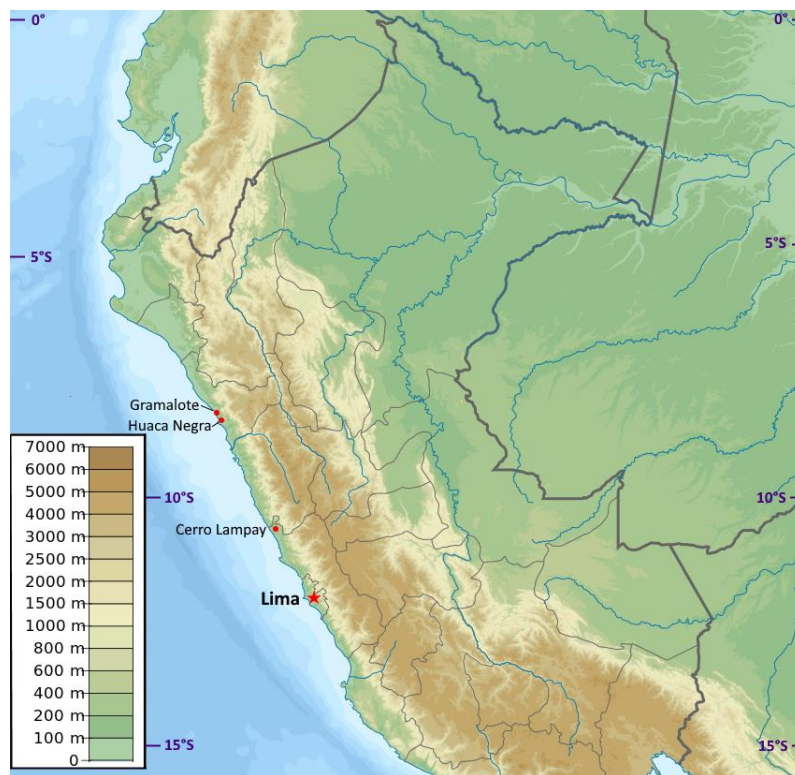 0°
0°
5°S
5°S
Gramalote
Huaca Negra
7000 m
6000 m
5000 m
4000 m
3000 m
2500 m
2000 m
1500 m
1000 m
800 m
600 m
400 m
200 m
100 m
0
10°S
10°S
Cerro Lampay
Lima
15°S
15°S